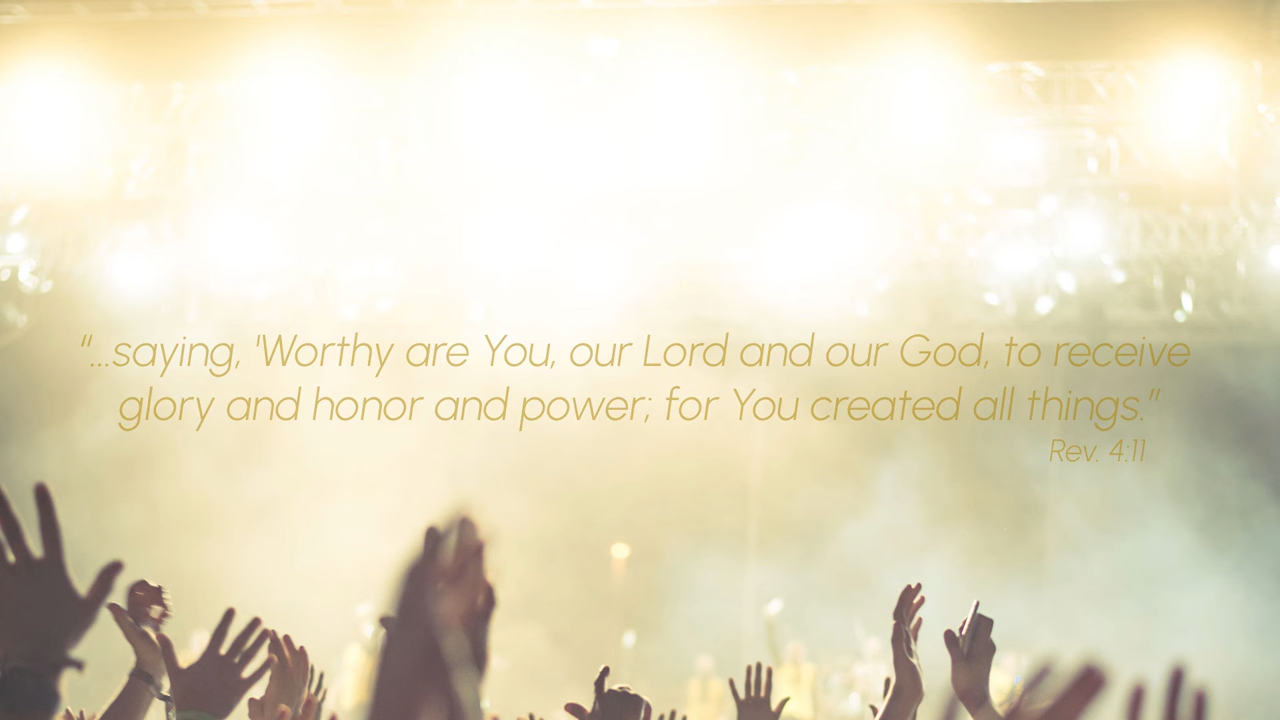 "...saying, 'Worthy are You, our Lord and our God, to receive
glory and honor and power; for You created all things."
Rev. 4:11